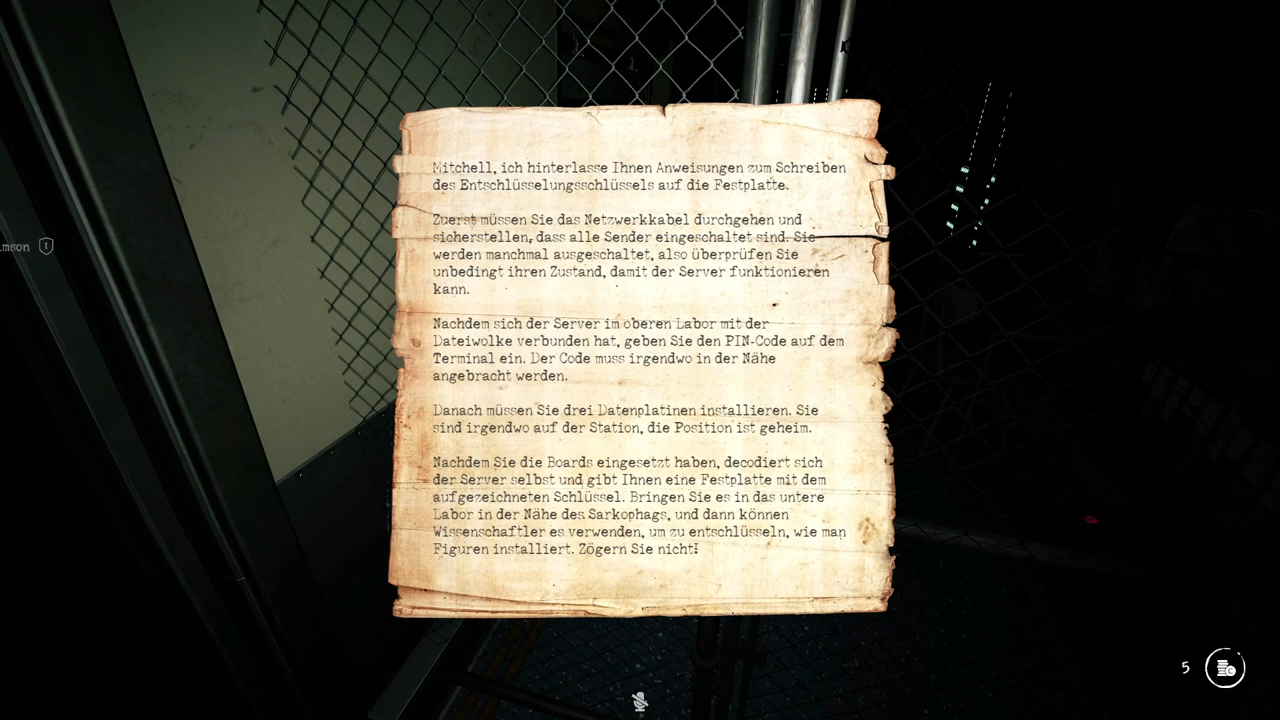 mson
Mitchell, ich hinterlasse Ihnen Anweisungen zum Schreiben
des Entschlüsselungsschlüssels auf die Festplatte.
Zuerst müssen Sie das Netzwerkkabel durchgehen und
sicherstellen, dass alle Sender eingeschaltet sind. Sie
werden manchmal ausgeschaltet, also überprüfen Sie
unbedingt ihren Zustand, damit der Server funktionieren
kann.
Nachdem sich der Server im oberen Labor mit der
Dateiwolke verbunden hat, geben Sie den PIN-Code auf dem
Terminal ein. Der Code muss irgendwo in der Nähe
angebracht werden.
Danach müssen Sie drei Datenplatinen installieren. Sie
sind irgendwo auf der Station, die Position ist geheim.
Nachdem Sie die Boards eingesetzt haben, decodiert sich
der Server selbst und gibt Ihnen eine Festplatte mit dem
aufgezeichneten Schlüssel. Bringen Sie es in das untere
Labor in der Nähe des Sarkophags, und dann können
Wissenschaftler es verwenden, um zu entschlüsseln, wie man
Figuren installiert. Zögern Sie nicht!
5